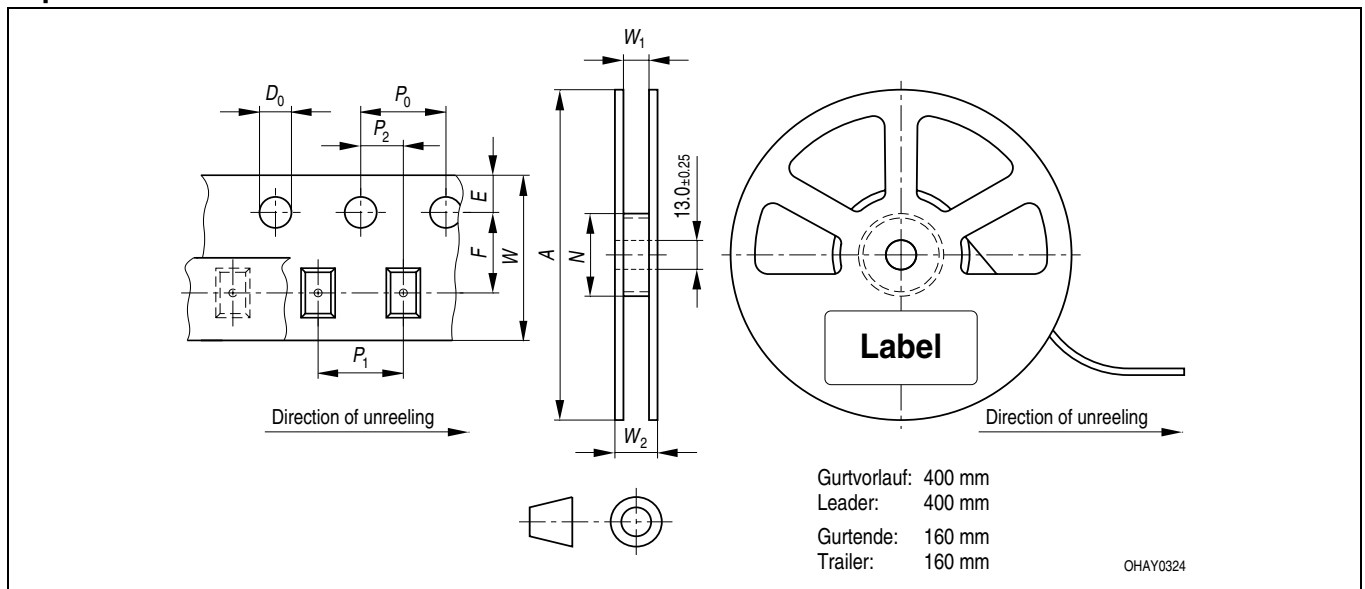 W1
D0
P0
P2
E
F
W
A
N
13.0±0.25
Label
P1
Direction of unreeling
W2
Direction of unreeling
Gurtvorlauf: 400 mm
Leader: 400 mm
Gurtende: 160 mm
Trailer: 160 mm
OHAY0324